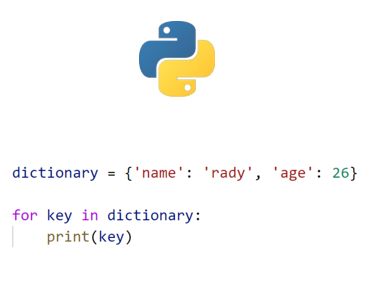 dictionary = {'name': 'rady', 'age': 26}
for key in dictionary:
    print(key)